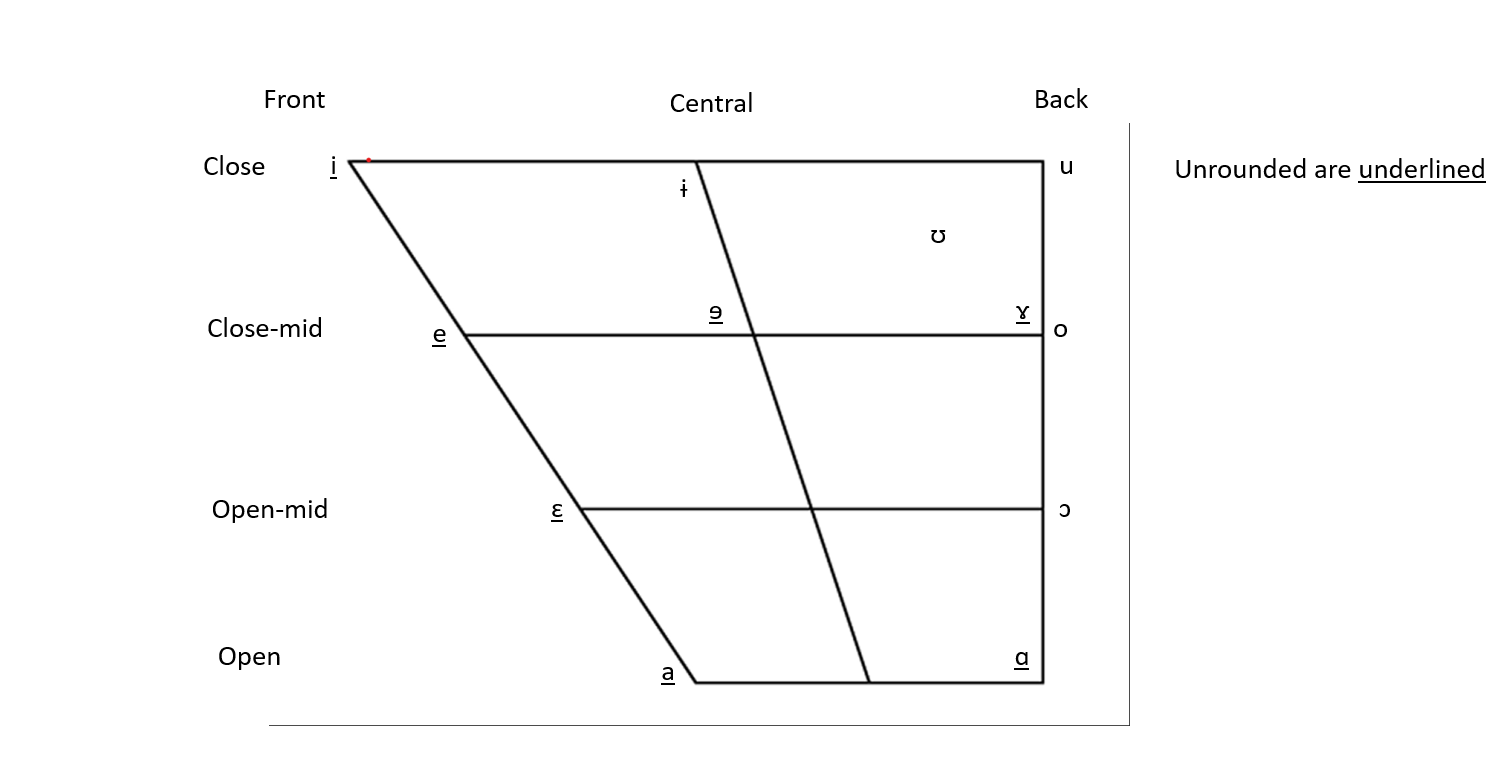 Front Central Back
Close i u Unrounded are underlined
ɨ
ʊ
ɘ ɤ
Close-mid e o
Open-mid ɛ ɔ
Open a ɑ